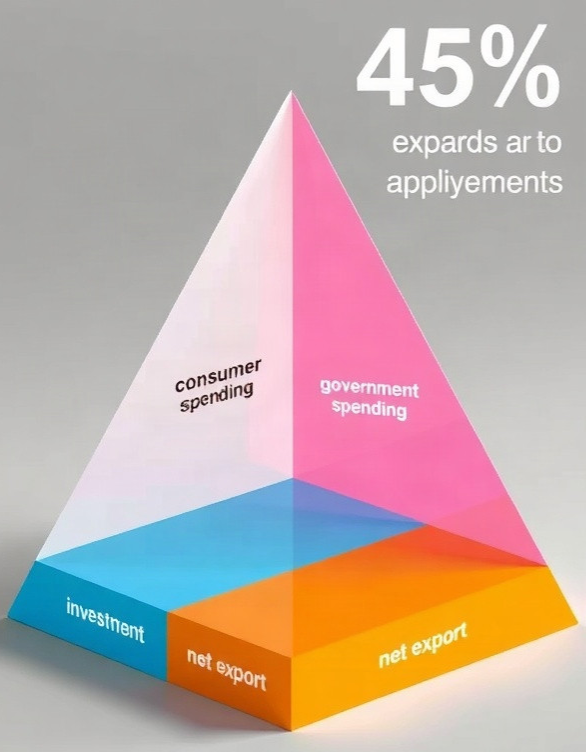 45%
expards ar to
appliyements
consumer
spending
government
spending
investment
net export
net export